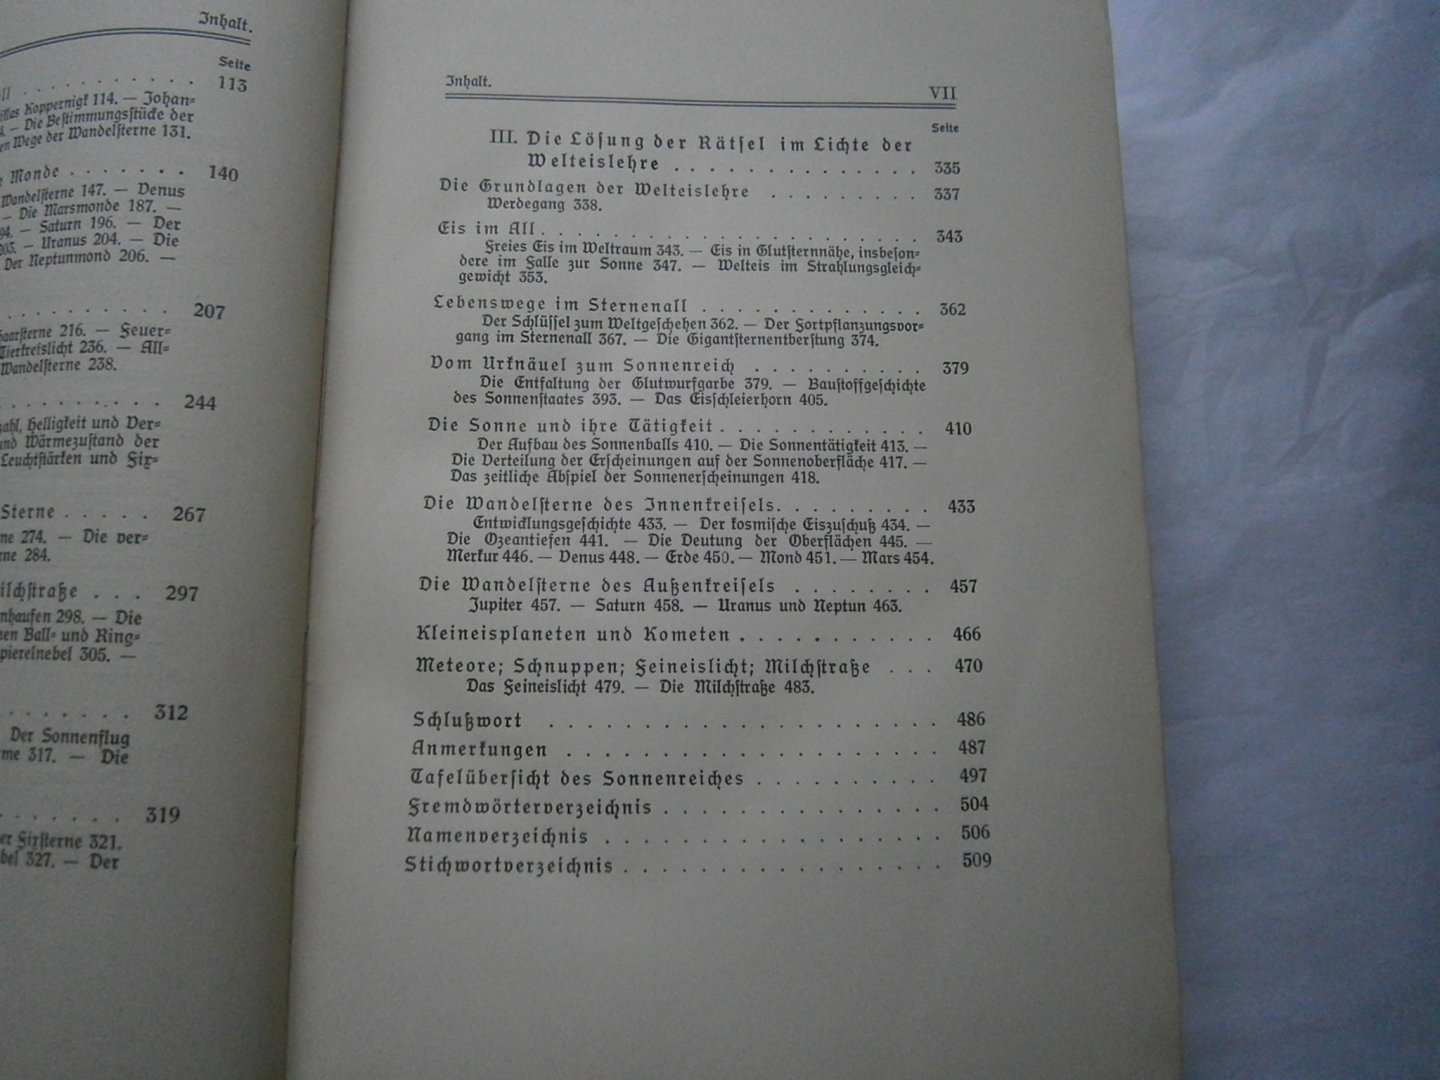 Inhalt.
Seite
113
Koppernigk 114. — Johan-
— Die Bestimmungsstücke der
Wege der Wandelsterne 131.
Monde . . . . . . . 140
Wandelsterne 147. — Venus
— Die Marsmonde 187. —
— Saturn 196. — Der
— Uranus 204. — Die
Der Neptunmond 206. —
207
216. — Feuer-
236. — All-
Wandelsterne 238.
244
Helligkeit und Ver-
und Wärmezustand der
Leuchtstärken und Fix-
Sterne . . . . . 267
274. — Die ver-
284.
. . . 297
298. — Die
Ball- und Ring-
305. —
312
Der Sonnenflug
317. — Die
319
Fixsterne 321.
327. — Der
Inhalt. VII
Seite
III. Die Lösung der Rätsel im Lichte der
Welteislehre . . . . . . . . . . . . . . 335
Die Grundlagen der Welteislehre . . . . . . . . . 337
Werdegang 338.
Eis im All . . . . . . . . . . . . . . . . . . . . . 343
Freies Eis im Weltraum 343. — Eis in Glutsternnähe, insbeson-
dere im Falle zur Sonne 347. — Welteis im Strahlungsgleich-
gewicht 353.
Lebenswege im Sternenall . . . . . . . . . . . . . 362
Der Schlüssel zum Weltgeschehen 362. — Der Fortpflanzungsvor-
gang im Sternenall 367. — Die Gigantsternentberstung 374.
Vom Urknäuel zum Sonnenreich . . . . . . . . . . 379
Die Entfaltung der Glutwurfgarbe 379. — Baustoffgeschichte
des Sonnenstaates 393. — Das Eisschleierhorn 405.
Die Sonne und ihre Tätigkeit . . . . . . . . . . . . 410
Der Aufbau des Sonnenballs 410. — Die Sonnentätigkeit 413. —
Die Verteilung der Erscheinungen auf der Sonnenoberfläche 417. —
Das zeitliche Abspiel der Sonnenerscheinungen 418.
Die Wandelsterne des Innenkreisels . . . . . . . . . 433
Entwicklungsgeschichte 433. — Der kosmische Eiszuschuß 434. —
Die Ozeantiefen 441. — Die Deutung der Oberflächen 445. —
Merkur 446. — Venus 448. — Erde 450. — Mond 451. — Mars 454.
Die Wandelsterne des Außenkreisels . . . . . . . . 457
Jupiter 457. — Saturn 458. — Uranus und Neptun 463.
Kleineisplaneten und Kometen . . . . . . . . . . . 466
Meteore; Schnuppen; Feineislicht; Milchstraße . . . 470
Das Feineislicht 479. — Die Milchstraße 483.
Schlußwort . . . . . . . . . . . . . . . . . . . . . 486
Anmerkungen . . . . . . . . . . . . . . . . . . . . 487
Tafelübersicht des Sonnenreiches . . . . . . . . . . 497
Fremdwörterverzeichnis . . . . . . . . . . . . . . . 504
Namenverzeichnis . . . . . . . . . . . . . . . . . . 506
Stichwortverzeichnis . . . . . . . . . . . . . . . . . 509